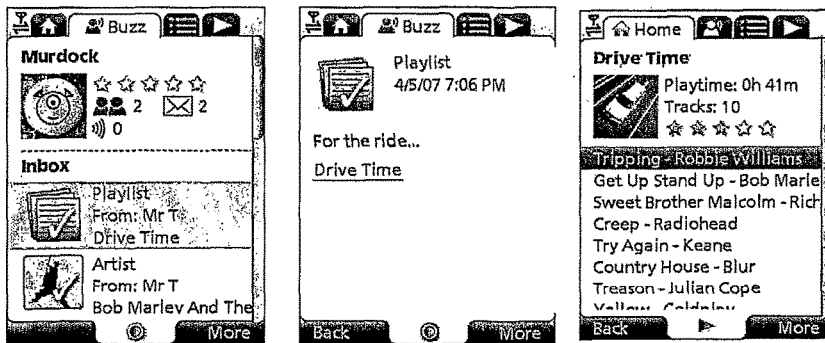 Buzz
Murdock
2 2
0
Inbox
Playlist
From: Mr T
Drive Time
Artist
From: Mr T
Bob Marley And The
More
Buzz
Playlist
4/5/07 7:06 PM
For the ride...
Drive Time
Back More
Home
Drive Time
Playtime: 0h 41m
Tracks: 10
Tripping - Robbie Williams
Get Up Stand Up - Bob Marle
Sweet Brother Malcolm - Rich
Creep - Radiohead
Try Again - Keane
Country House - Blur
Treason - Julian Cope
Yellow - Coldplay
Back More